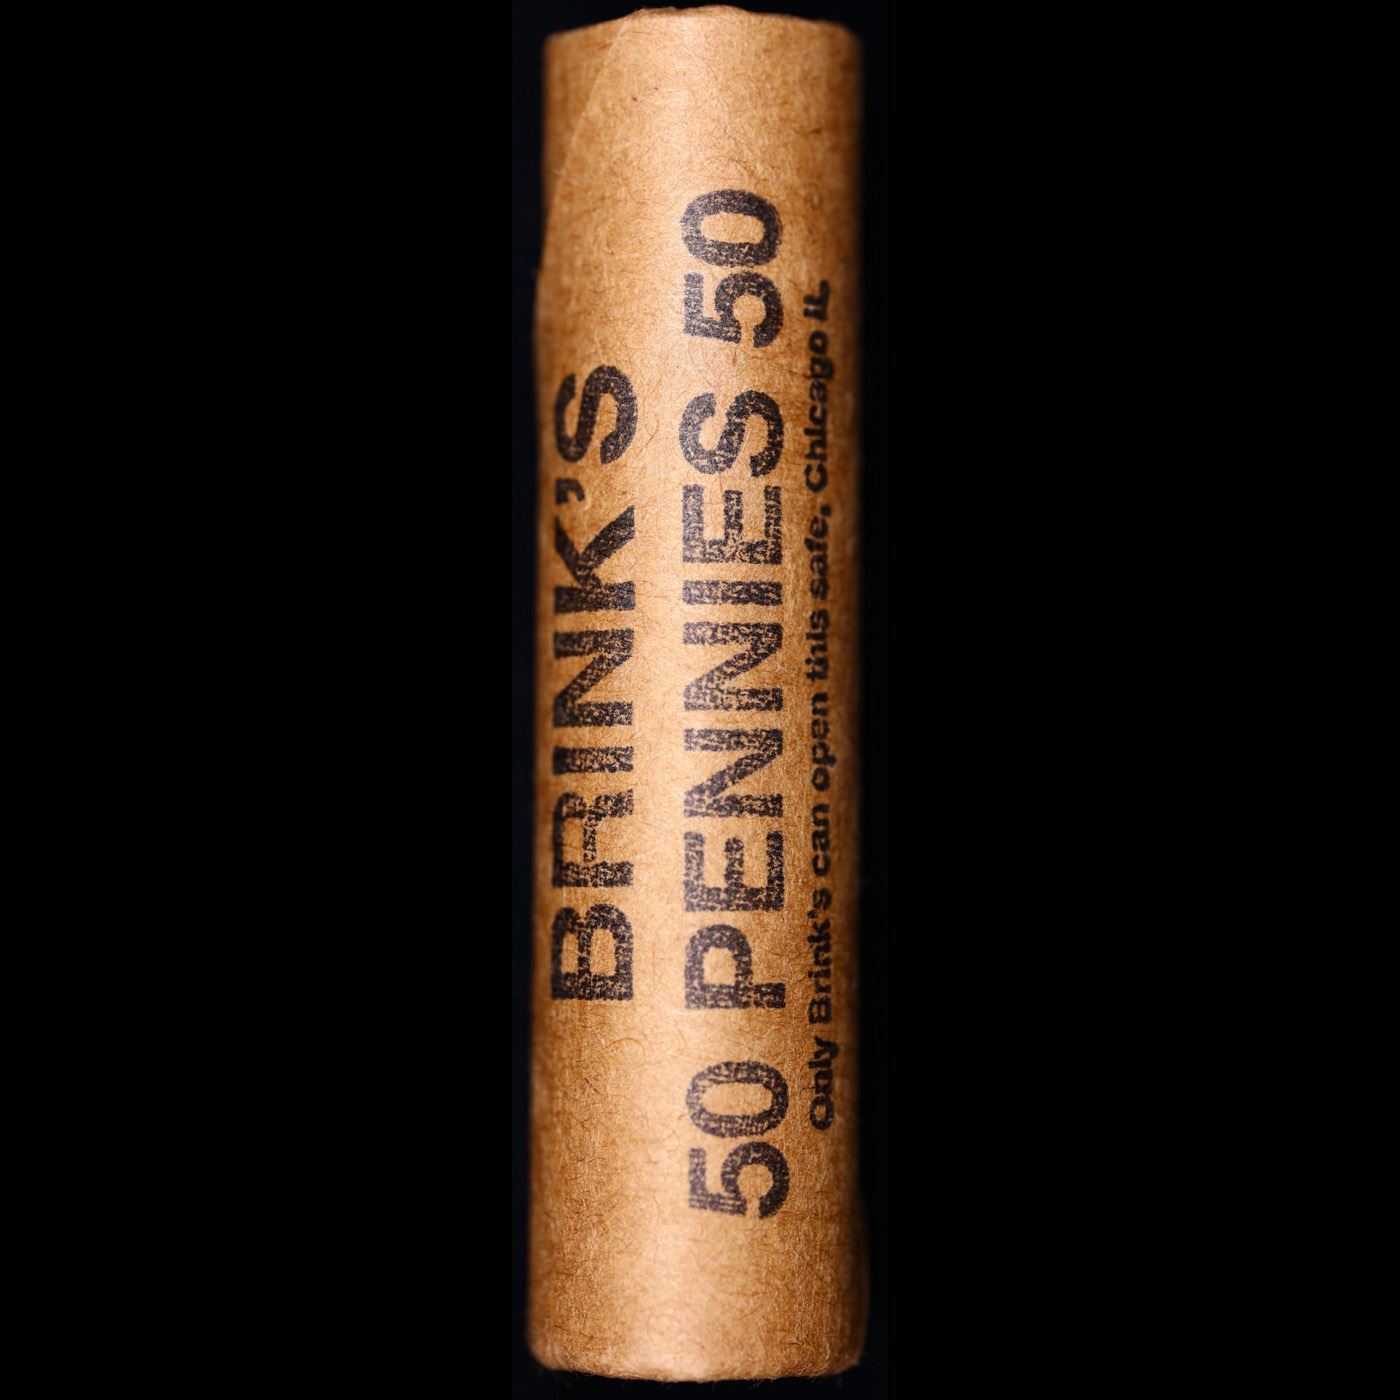 BRINK'S
50 PENNIES 50
Only Brink's can open this safe, Chicago IL